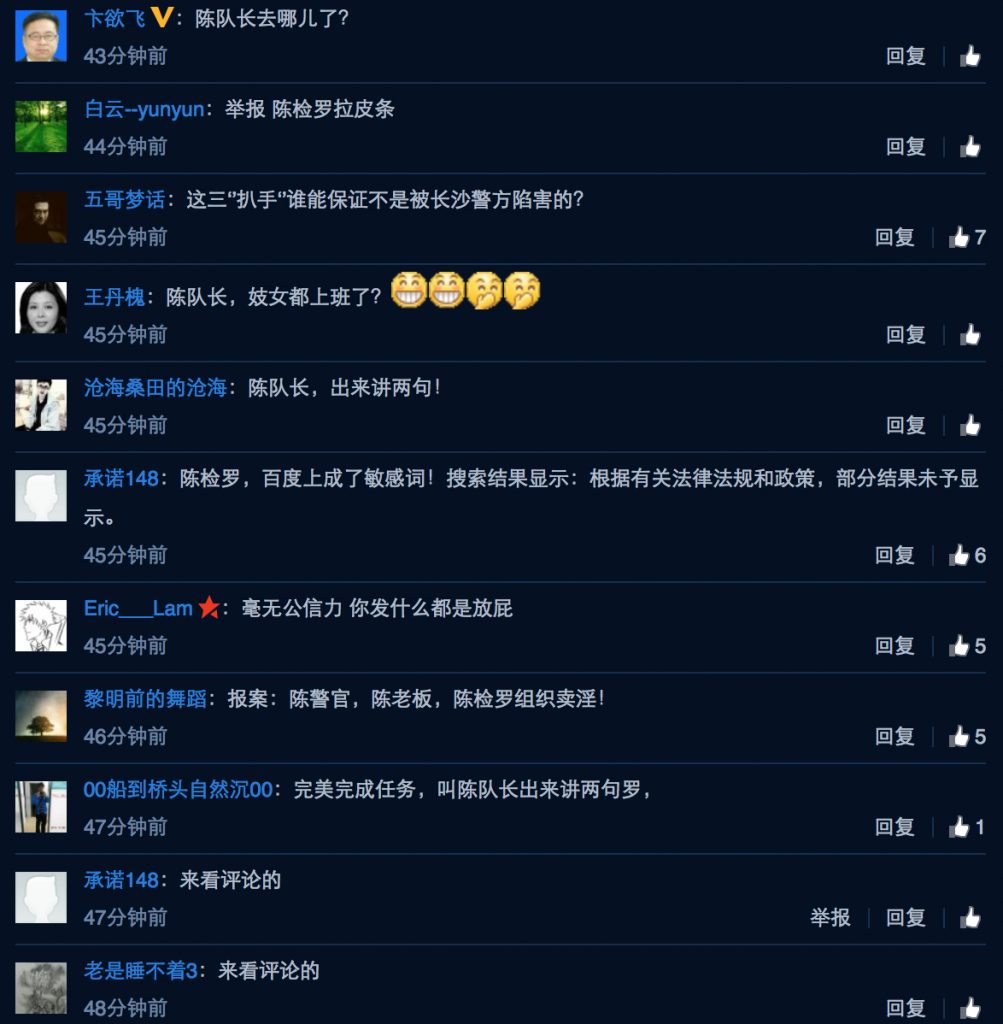 卞欲飞 V：陈队长去哪儿了？
43分钟前
回复
白云--yunyun：举报 陈检罗拉皮条
44分钟前
回复
五哥梦话：这三“扒手“谁能保证不是被长沙警方陷害的？
45分钟前
回复 7
王丹槐：陈队长，妓女都上班了？
45分钟前
回复
沧海桑田的沧海：陈队长，出来讲两句！
45分钟前
回复
承诺148：陈检罗，百度上成了敏感词！搜索结果显示：根据有关法律法规和政策，部分结果未予显
示。
45分钟前
回复 6
Eric___Lam：毫无公信力 你发什么都是放屁
45分钟前
回复 5
黎明前的舞蹈：报案：陈警官，陈老板，陈检罗组织卖淫！
46分钟前
回复 5
00船到桥头自然沉00：完美完成任务，叫陈队长出来讲两句罗，
47分钟前
回复 1
承诺148：来看评论的
47分钟前
举报 回复
老是睡不着3：来看评论的
48分钟前
回复